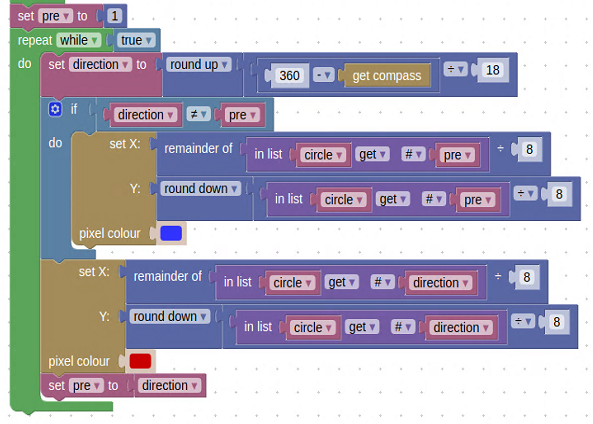 set pre to 1
repeat while true
do set direction to round up 360 - get compass ÷ 18
if direction ≠ pre
do set X: remainder of in list circle get # pre ÷ 8
Y: round down in list circle get # pre ÷ 8
pixel colour
set X: remainder of in list circle get # direction ÷ 8
Y: round down in list circle get # direction ÷ 8
pixel colour
set pre to direction